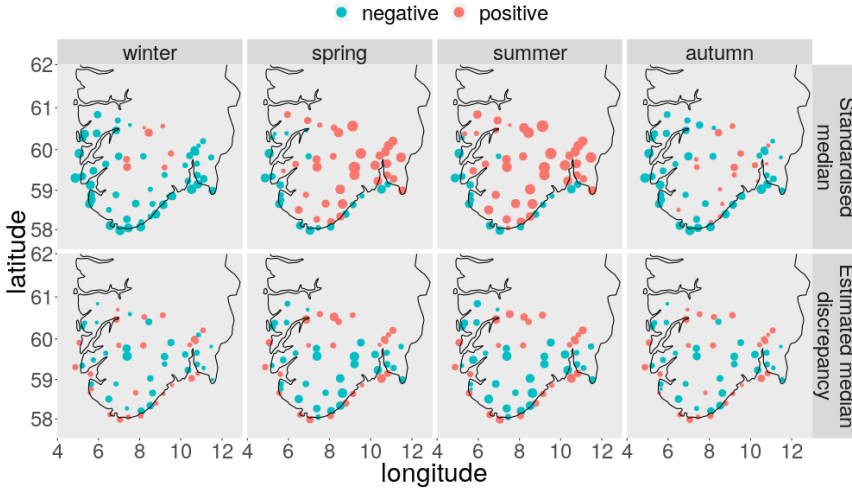 negative positive
winter spring summer autumn
62
61
60
59
58
Standardised
median
62
61
60
59
58
Estimated median
discrepancy
latitude
4 6 8 10 12 4 6 8 10 12 4 6 8 10 12 4 6 8 10 12
longitude